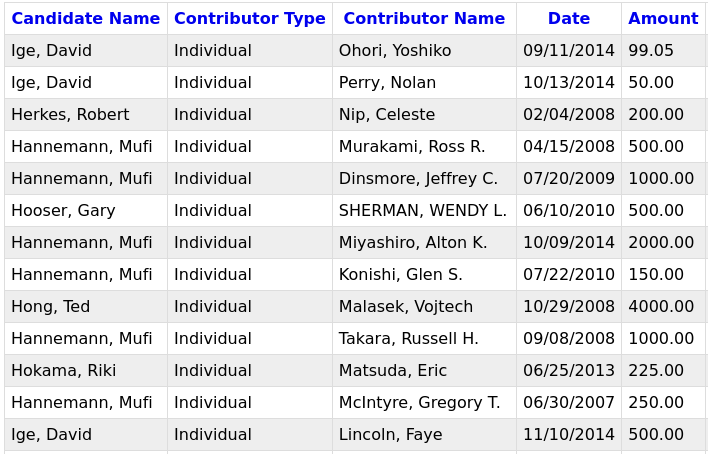 Candidate Name Contributor Type Contributor Name Date Amount
Ige, David Individual Ohori, Yoshiko 09/11/2014 99.05
Ige, David Individual Perry, Nolan 10/13/2014 50.00
Herkes, Robert Individual Nip, Celeste 02/04/2008 200.00
Hannemann, Mufi Individual Murakami, Ross R. 04/15/2008 500.00
Hannemann, Mufi Individual Dinsmore, Jeffrey C. 07/20/2009 1000.00
Hooser, Gary Individual SHERMAN, WENDY L. 06/10/2010 500.00
Hannemann, Mufi Individual Miyashiro, Alton K. 10/09/2014 2000.00
Hannemann, Mufi Individual Konishi, Glen S. 07/22/2010 150.00
Hong, Ted Individual Malasek, Vojtech 10/29/2008 4000.00
Hannemann, Mufi Individual Takara, Russell H. 09/08/2008 1000.00
Hokama, Riki Individual Matsuda, Eric 06/25/2013 225.00
Hannemann, Mufi Individual McIntyre, Gregory T. 06/30/2007 250.00
Ige, David Individual Lincoln, Faye 11/10/2014 500.00